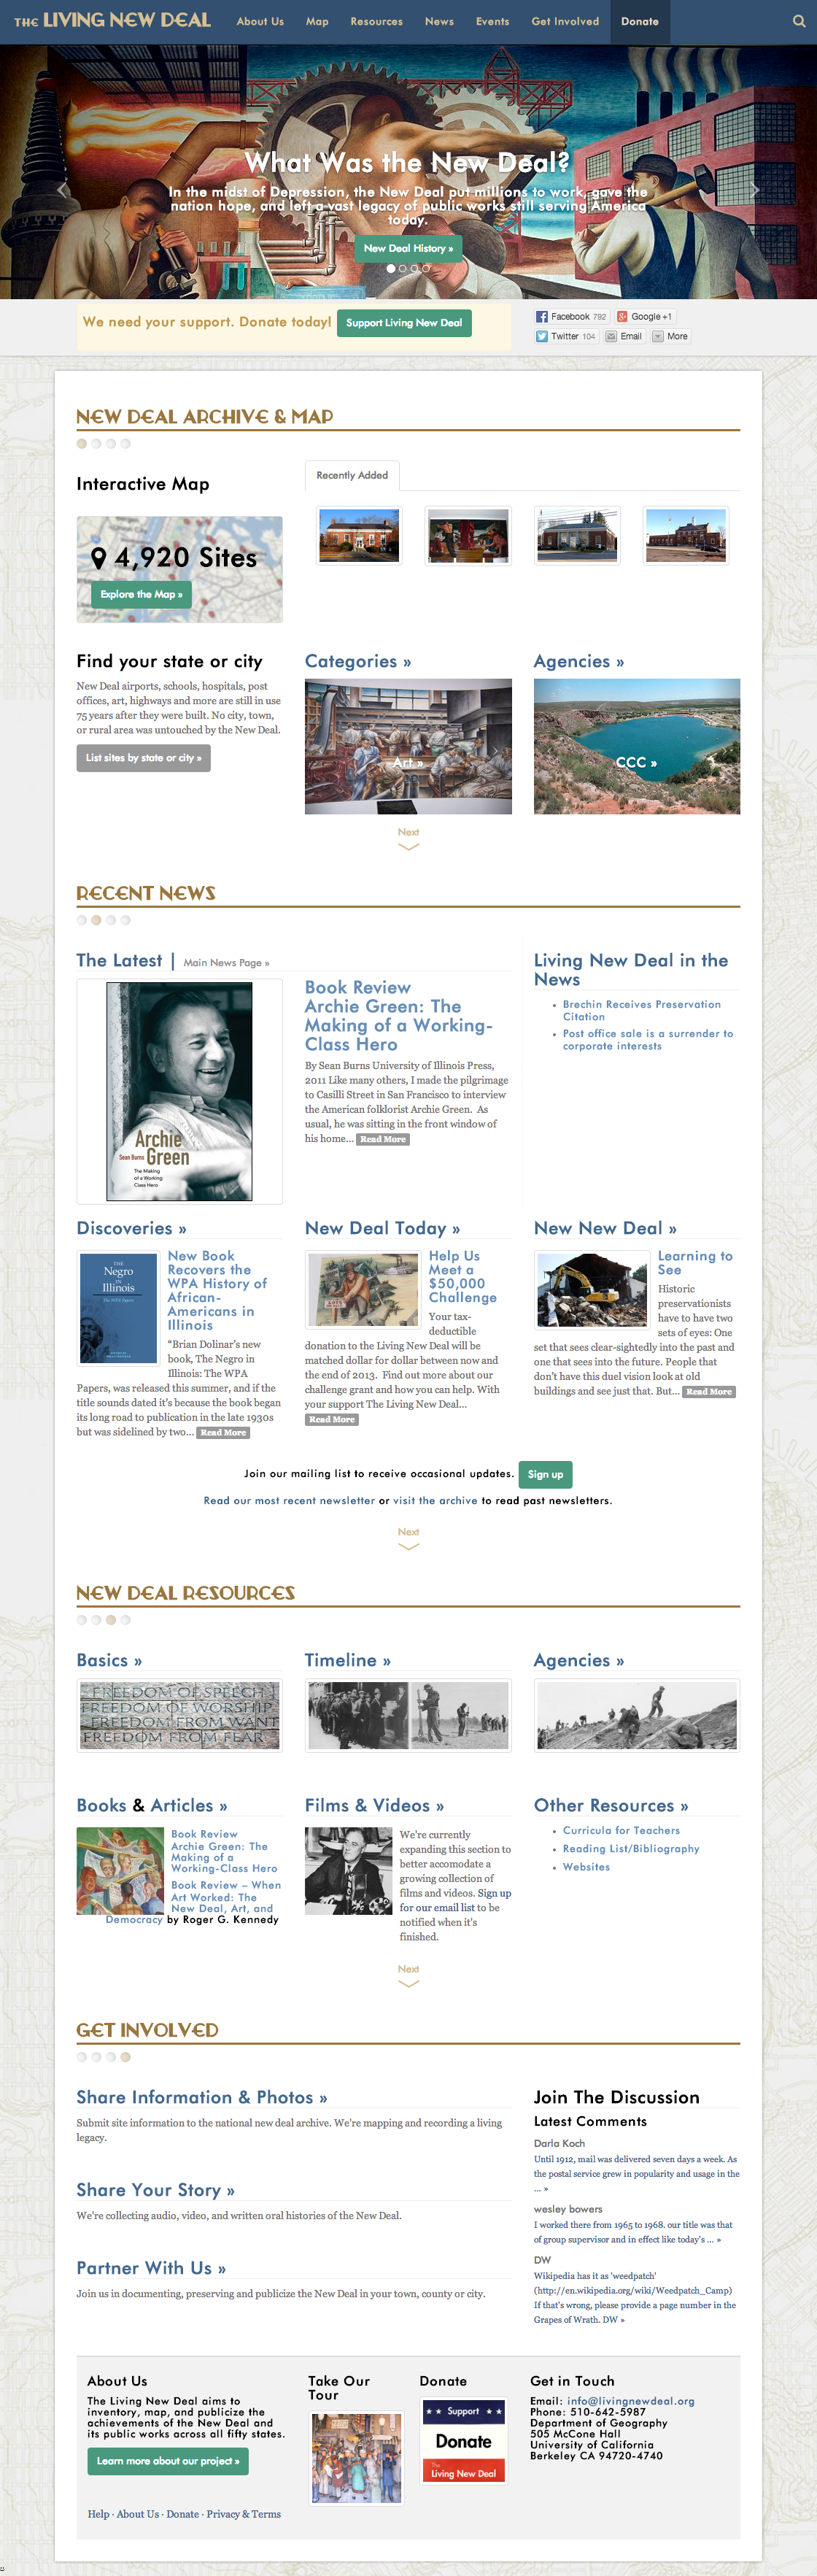 THE LIVING NEW DEAL
About Us
Map
Resources
News
Events
Get Involved
Donate
What Was the New Deal?
In the midst of Depression, the New Deal put millions to work, gave the
nation hope, and left a vast legacy of public works still serving America
today.
New Deal History »
We need your support. Donate today!
Support Living New Deal
Facebook 792
Google +1
Twitter 104
Email
More
NEW DEAL ARCHIVE & MAP
Interactive Map
4,920 Sites
Explore the Map »
Recently Added
Find your state or city
New Deal airports, schools, hospitals, post
offices, art, highways and more are still in use
75 years after they were built. No city, town,
or rural area was untouched by the New Deal.
List sites by state or city »
Categories »
Art »
Agencies »
CCC »
Next
RECENT NEWS
The Latest | Main News Page »
Archie
Sean Burns Green
The Making
of a Working
Class Hero
Book Review
Archie Green: The
Making of a Working-
Class Hero
By Sean Burns University of Illinois Press,
2011 Like many others, I made the pilgrimage
to Casilli Street in San Francisco to interview
the American folklorist Archie Green. As
usual, he was sitting in the front window of
his home... Read More
Living New Deal in the
News
Brechin Receives Preservation
Citation
Post office sale is a surrender to
corporate interests
Discoveries »
THE
Negro
IN
Illinois
The WPA Papers
New Book
Recovers the
WPA History of
African-
Americans in
Illinois
“Brian Dolinar’s new
book, The Negro in
Illinois: The WPA
Papers, was released this summer, and if the
title sounds dated it’s because the book began
its long road to publication in the late 1930s
but was sidelined by two... Read More
New Deal Today »
Help Us
Meet a
$50,000
Challenge
Your tax-
deductible
donation to the Living New Deal will be
matched dollar for dollar between now and
the end of 2013. Find out more about our
challenge grant and how you can help. With
your support The Living New Deal...
Read More
New New Deal »
Learning to
See
Historic
preservationists
have to have two
sets of eyes: One
set that sees clear-sightedly into the past and
one that sees into the future. People that
don’t have this duel vision look at old
buildings and see just that. But... Read More
Join our mailing list to receive occasional updates. Sign up
Read our most recent newsletter or visit the archive to read past newsletters.
Next
NEW DEAL RESOURCES
Basics »
FREEDOM OF SPEECH
FREEDOM OF WORSHIP
FREEDOM FROM WANT
FREEDOM FROM FEAR
Timeline »
Agencies »
Books & Articles »
Book Review
Archie Green: The
Making of a
Working-Class Hero
Book Review – When
Art Worked: The
New Deal, Art, and
Democracy by Roger G. Kennedy
Films & Videos »
We're currently
expanding this section to
better accomodate a
growing collection of
films and videos. Sign up
for our email list to be
notified when it's
finished.
Other Resources »
Curricula for Teachers
Reading List/Bibliography
Websites
Next
GET INVOLVED
Share Information & Photos »
Submit site information to the national new deal archive. We're mapping and recording a living
legacy.
Share Your Story »
We're collecting audio, video, and written oral histories of the New Deal.
Partner With Us »
Join us in documenting, preserving and publicize the New Deal in your town, county or city.
Join The Discussion
Latest Comments
Darla Koch
Until 1912, mail was delivered seven days a week. As
the postal service grew in popularity and usage in the
... »
wesley bowers
I worked there from 1965 to 1968. our title was that
of group supervisor and in effect like today's ... »
DW
Wikipedia has it as 'weedpatch'
(http://en.wikipedia.org/wiki/Weedpatch_Camp)
If that's wrong, please provide a page number in the
Grapes of Wrath. DW »
About Us
The Living New Deal aims to
inventory, map, and publicize the
achievements of the New Deal and
its public works across all fifty states.
Learn more about our project »
Help · About Us · Donate · Privacy & Terms
Take Our
Tour
Donate
Support
Donate
The
Living New Deal
Get in Touch
Email: info@livingnewdeal.org
Phone: 510-642-5987
Department of Geography
505 McCone Hall
University of California
Berkeley CA 94720-4740